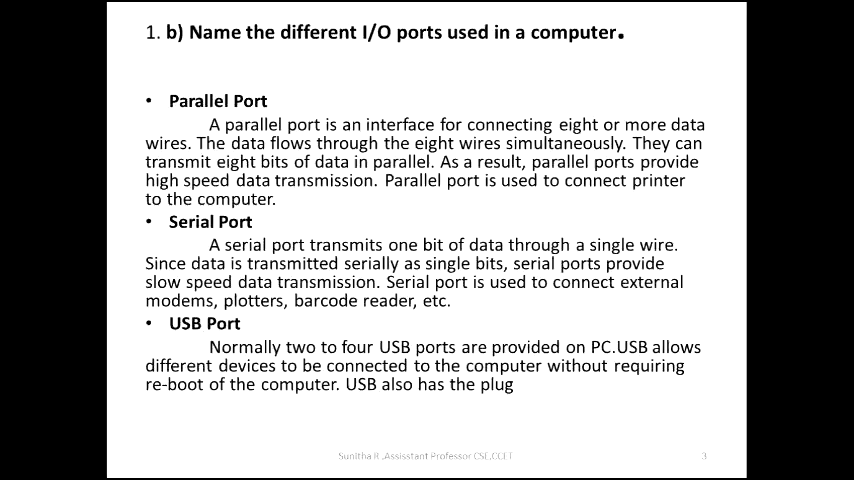 1. b) Name the different I/O ports used in a computer.
• Parallel Port
A parallel port is an interface for connecting eight or more data
wires. The data flows through the eight wires simultaneously. They can
transmit eight bits of data in parallel. As a result, parallel ports provide
high speed data transmission. Parallel port is used to connect printer
to the computer.
• Serial Port
A serial port transmits one bit of data through a single wire.
Since data is transmitted serially as single bits, serial ports provide
slow speed data transmission. Serial port is used to connect external
modems, plotters, barcode reader, etc.
• USB Port
Normally two to four USB ports are provided on PC.USB allows
different devices to be connected to the computer without requiring
re-boot of the computer. USB also has the plug
Sunitha R ,Assisstant Professor CSE,CCET
3